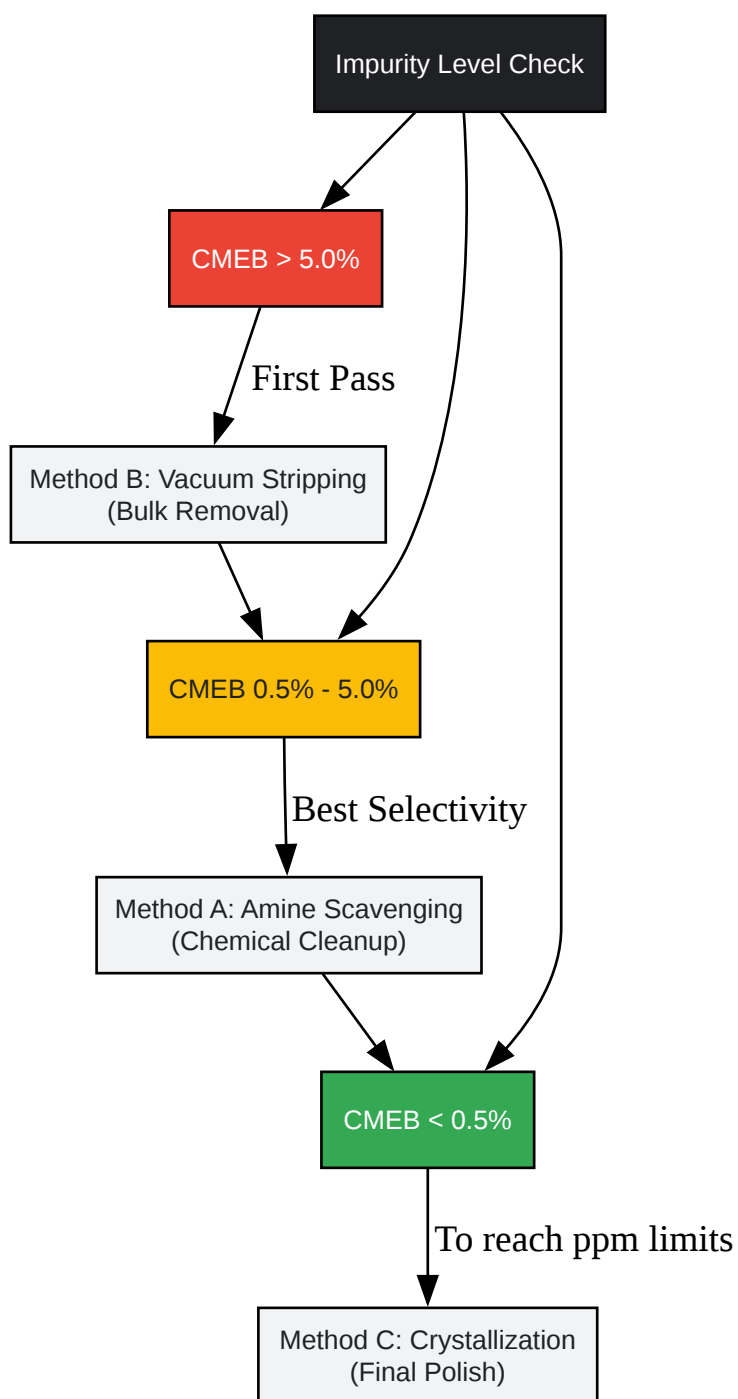 Impurity Level Check
CMEB > 5.0%
First Pass
Method B: Vacuum Stripping
(Bulk Removal)
CMEB 0.5% - 5.0%
Best Selectivity
Method A: Amine Scavenging
(Chemical Cleanup)
CMEB < 0.5%
To reach ppm limits
Method C: Crystallization
(Final Polish)